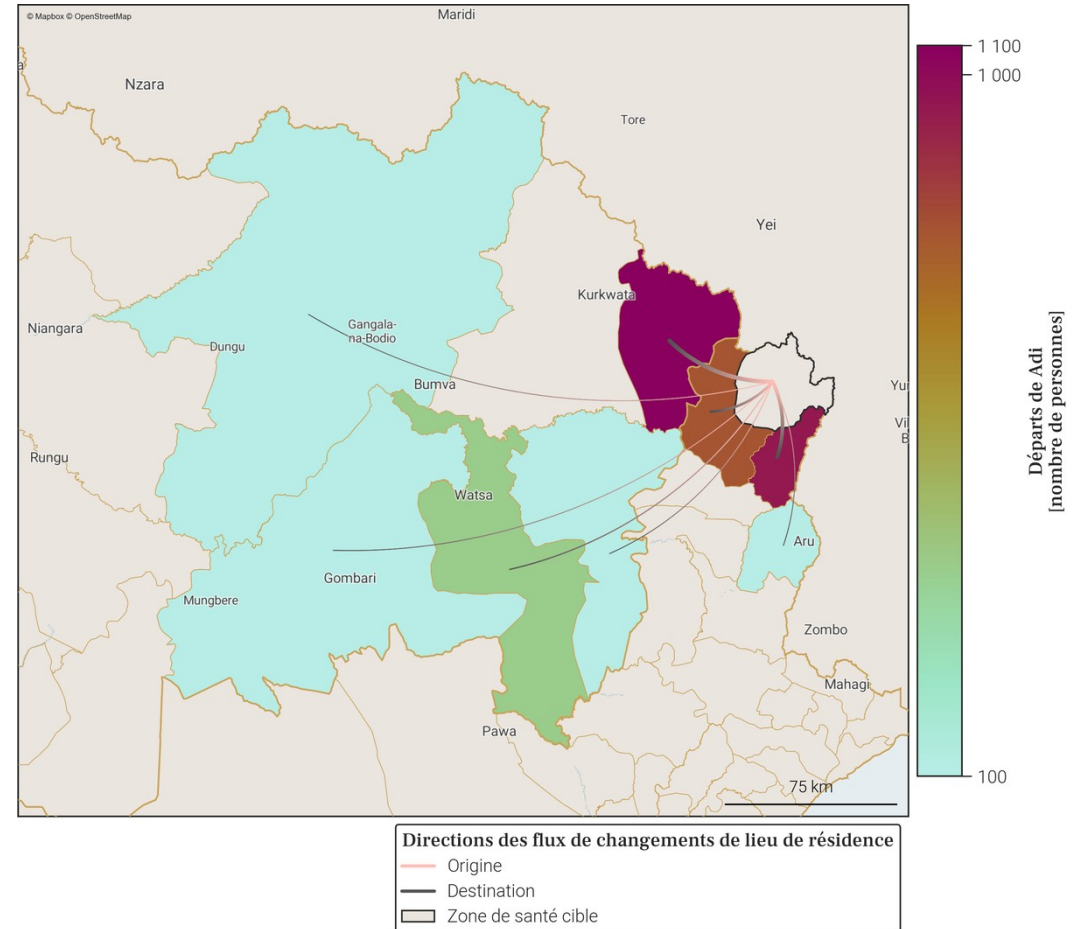 © Mapbox © OpenStreetMap
Maridi
Nzara
Tore
Yei
Kurkwata
Niangara
Gangala-
na-Bodio
Dungu
Bumva
Yu
Vi
B
Rungu
Watsa
Aru
Gombari
Mungbere
Zombo
Mahagi
Pawa
75 km
1 100
1 000
100
Départs de Adi
[nombre de personnes]
Directions des flux de changements de lieu de résidence
Origine
Destination
Zone de santé cible